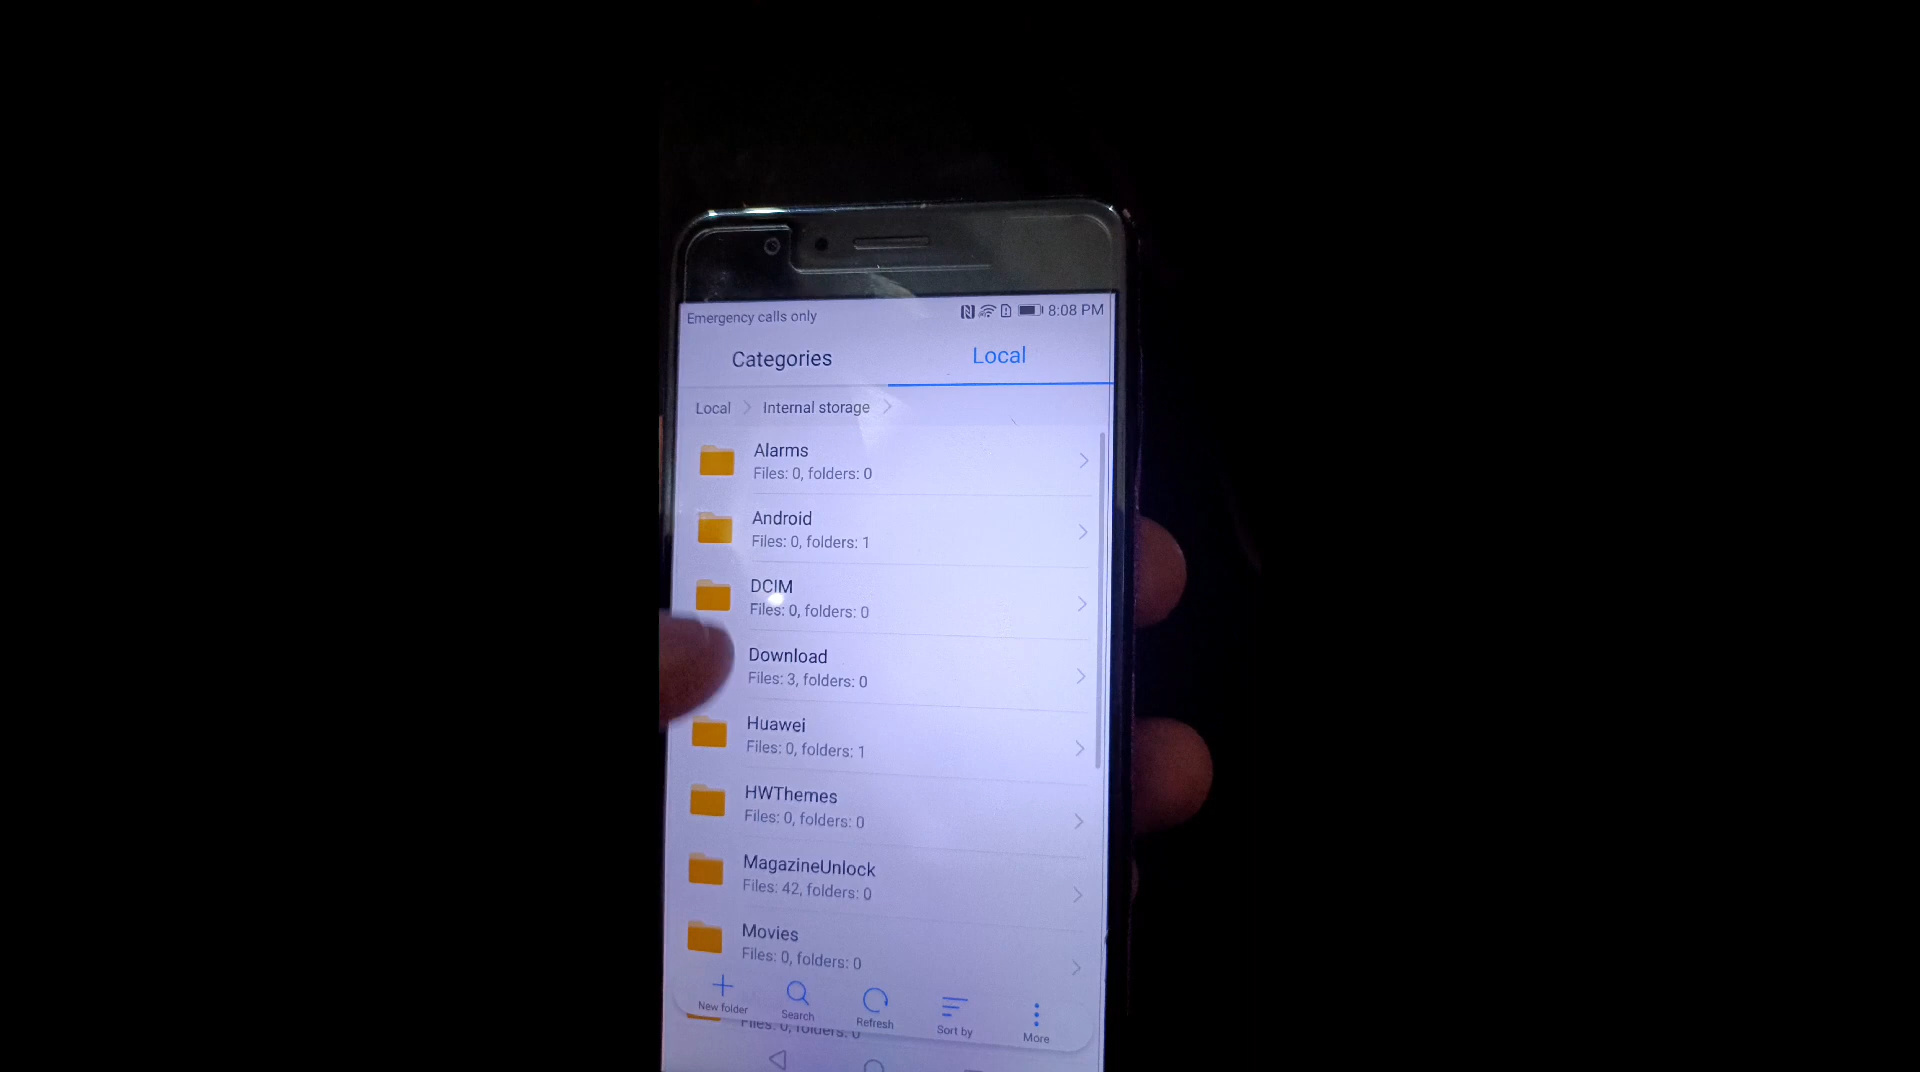 Emergency calls only 8:08 PM
Categories Local
Local Internal storage
Alarms
Files: 0, folders: 0
Android
Files: 0, folders: 1
DCIM
Files: 0, folders: 0
Download
Files: 3, folders: 0
Huawei
Files: 0, folders: 1
HWThemes
Files: 0, folders: 0
MagazineUnlock
Files: 42, folders: 0
Movies
Files: 0, folders: 0
New folder Search Refresh Sort by More
Files: 0, folders: 0